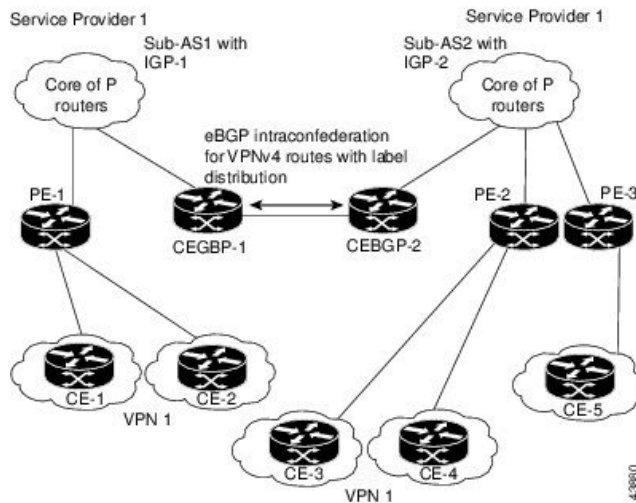 Service Provider 1
Service Provider 1
Sub-AS1 with
IGP-1
Sub-AS2 with
IGP-2
Core of P
routers
Core of P
routers
eBGP intraconfederation
for VPNv4 routes with label
distribution
PE-1
CEGBP-1
CEBGP-2
PE-2
PE-3
CE-1
CE-2
VPN 1
CE-5
CE-3
CE-4
VPN 1
43880